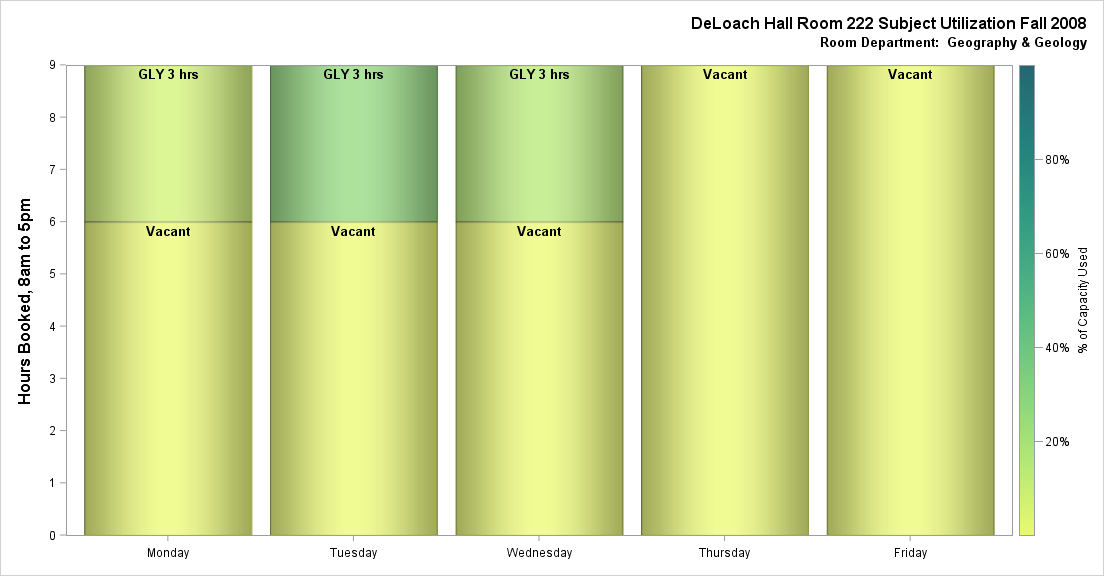 DeLoach Hall Room 222 Subject Utilization Fall 2008
Room Department:  Geography & Geology
Hours Booked, 8am to 5pm
9
8
7
6
5
4
3
2
1
0
GLY 3 hrs
GLY 3 hrs
GLY 3 hrs
Vacant
Vacant
Vacant
Vacant
Vacant
Monday
Tuesday
Wednesday
Thursday
Friday
80%
60%
40%
20%
% of Capacity Used